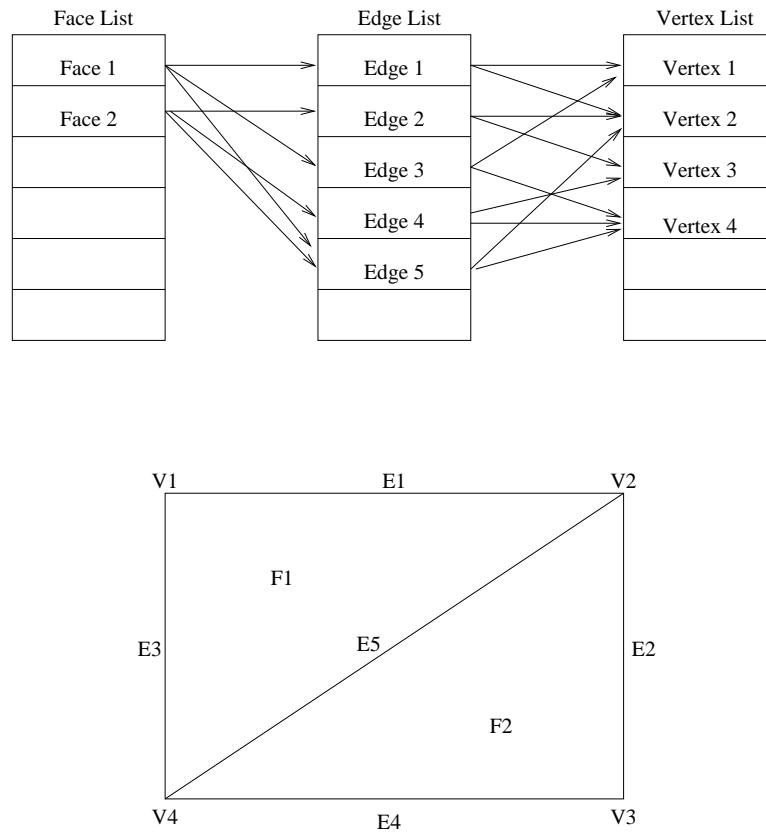 Face List Edge List Vertex List
Face 1 Edge 1 Vertex 1
Face 2 Edge 2 Vertex 2
Edge 3 Vertex 3
Edge 4 Vertex 4
Edge 5
V1 E1 V2
F1
E3 E5 E2
F2
V4 E4 V3